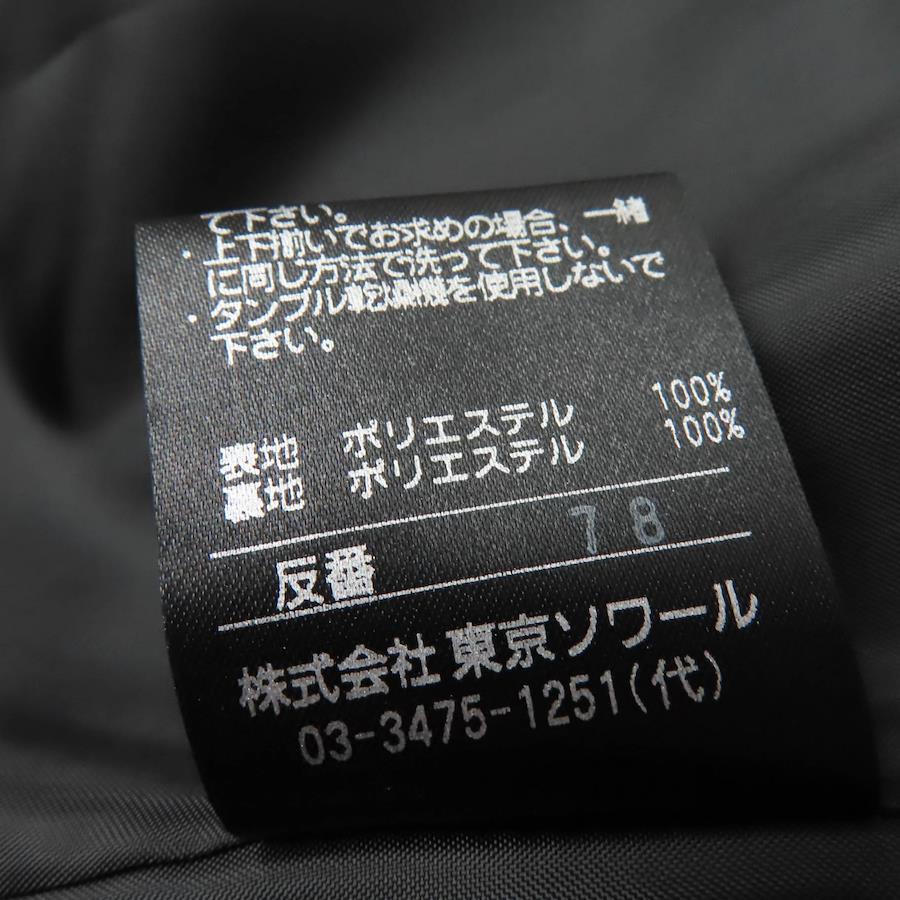 て下さい。
・上下揃いでお求めの場合、一緒
に同じ方法で洗って下さい。
・タンブル乾燥機を使用しないで
下さい。
表地 ポリエステル 100%
裏地 ポリエステル 100%
反番 78
株式会社 東京ソワール
03-3475-1251(代)